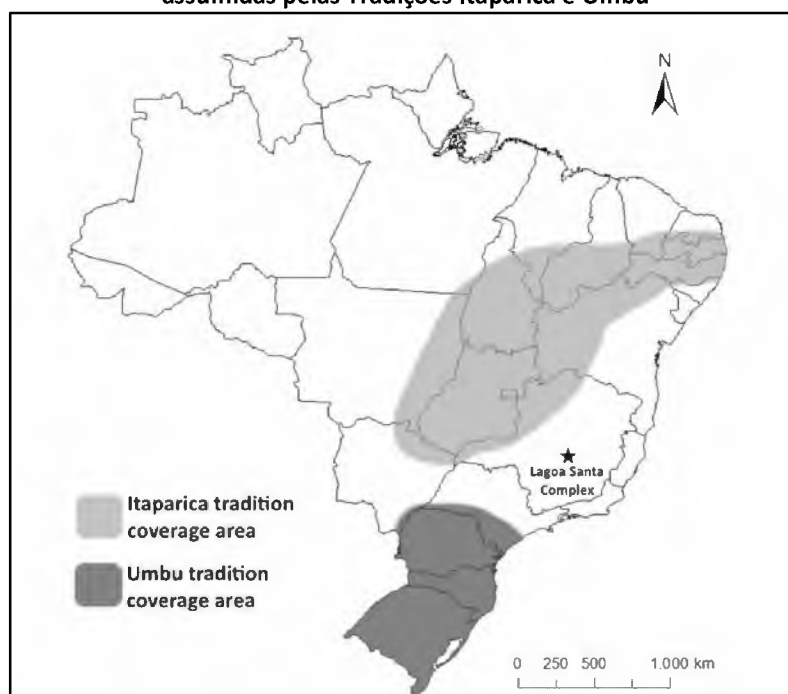 assumidas pelas Tradições Itaparica e Umbu
N
Lagoa Santa
Complex
Itaparica tradition
coverage area
Umbu tradition
coverage area
0 250 500 1.000 km